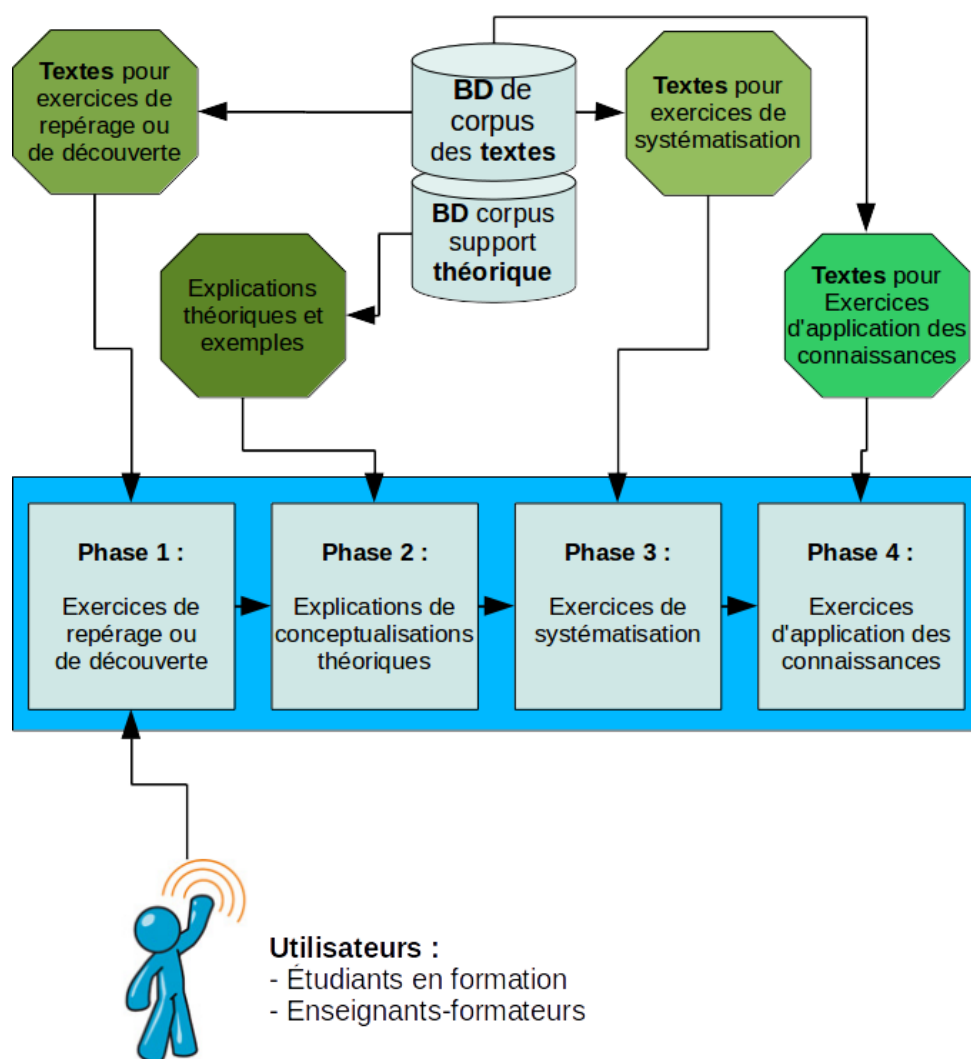 Textes pour
exercices de
repérage ou
de découverte
BD de
corpus
des textes
Textes pour
exercices de
systématisation
BD corpus
support
théorique
Explications
théoriques et
exemples
Textes pour
Exercices
d'application des
connaissances
Phase 1 :
Exercices de
repérage ou
de découverte
Phase 2 :
Explications de
conceptualisations
théoriques
Phase 3 :
Exercices de
systématisation
Phase 4 :
Exercices
d'application des
connaissances
Utilisateurs :
- Étudiants en formation
- Enseignants-formateurs